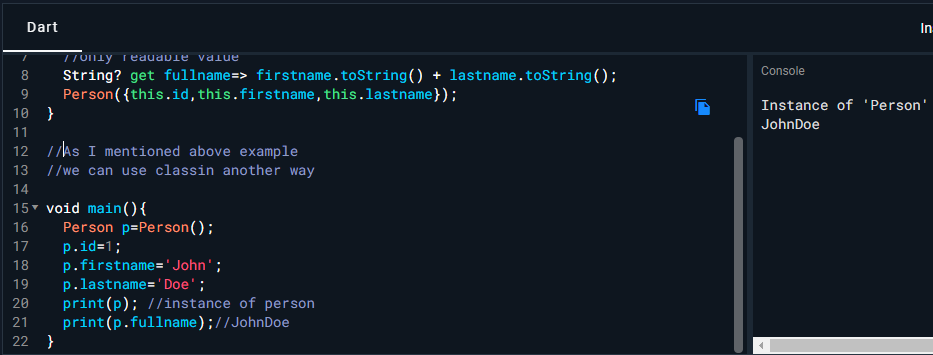 Dart
In
7 //only readable value
8 String? get fullname=> firstname.toString() + lastname.toString();
9 Person({this.id,this.firstname,this.lastname});
10 }
11
12 //As I mentioned above example
13 //we can use classin another way
14
15 void main(){
16 Person p=Person();
17 p.id=1;
18 p.firstname='John';
19 p.lastname='Doe';
20 print(p); //instance of person
21 print(p.fullname);//JohnDoe
22 }
Console
Instance of 'Person'
JohnDoe